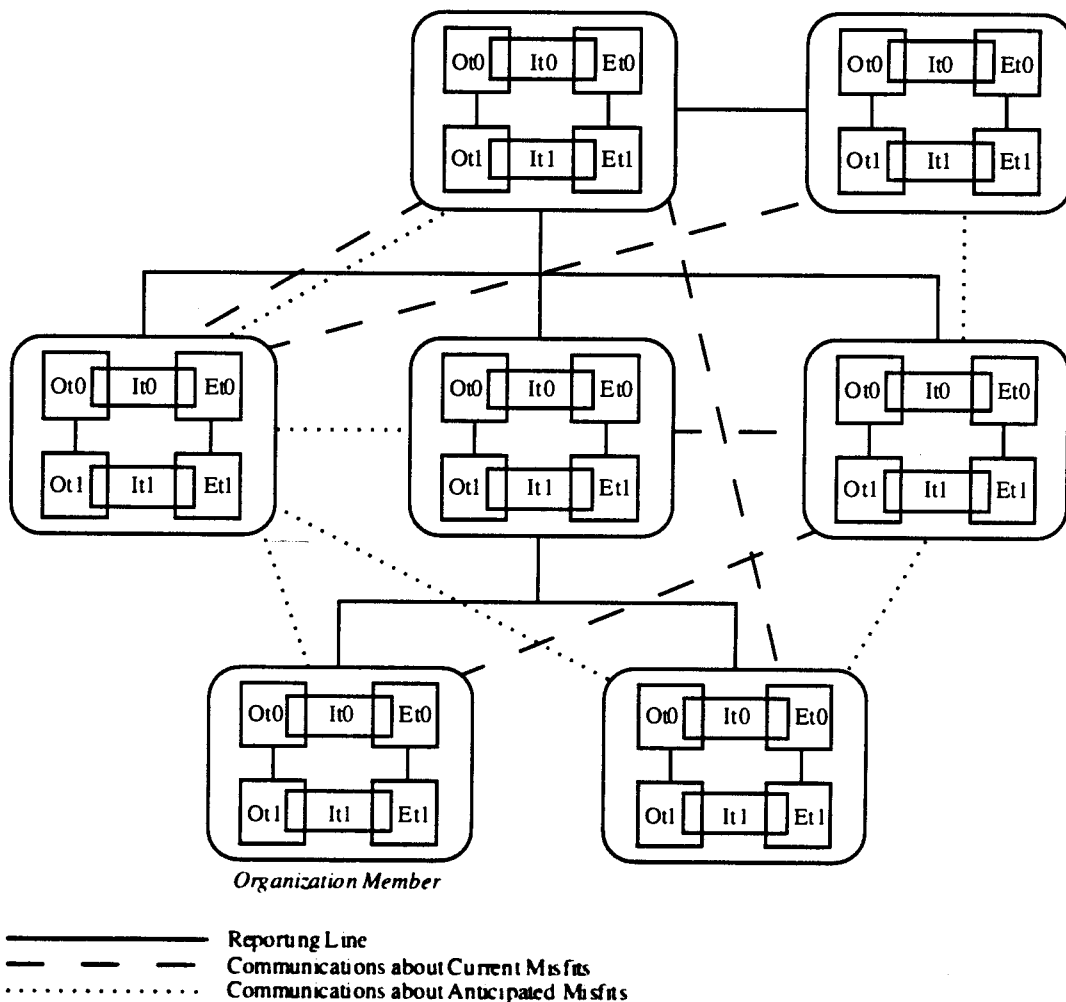 Ot0 It0 Et0
Ot0 It0 Et0
Ot1 It1 Et1
Ot1 It1 Et1
Ot0 It0 Et0
Ot0 It0 Et0
Ot0 It0 Et0
Ot1 It1 Et1
Ot1 It1 Et1
Ot1 It1 Et1
Ot0 It0 Et0
Ot0 It0 Et0
Ot1 It1 Et1
Ot1 It1 Et1
Organization Member
Reporting Line
Communications about Current Misfits
Communications about Anticipated Misfits